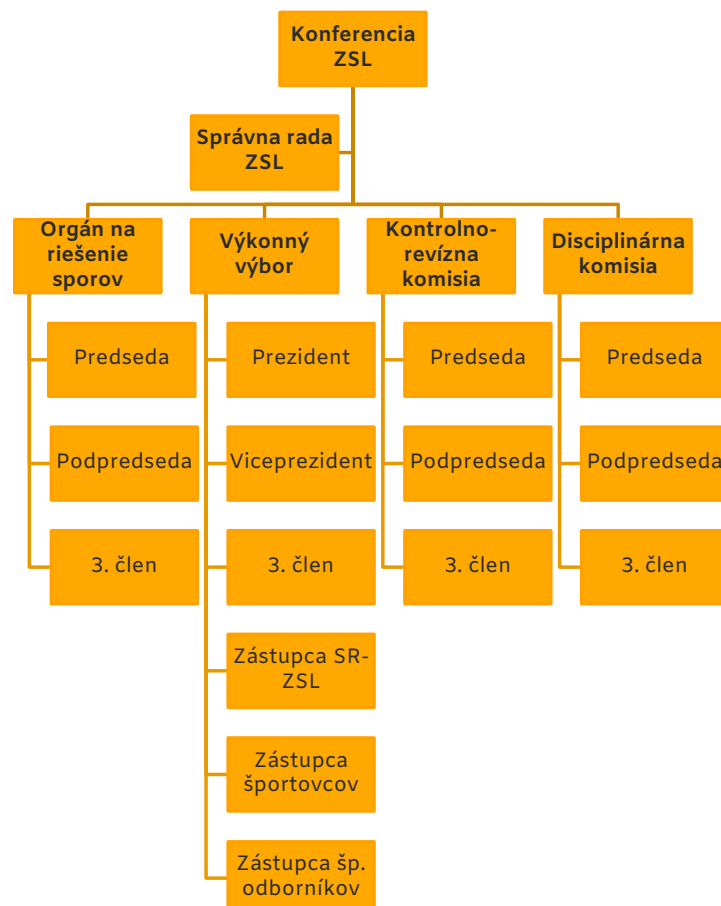 Konferencia
ZSL
Správna rada
ZSL
Orgán na
riešenie
sporov
Predseda
Podpredseda
3. člen
Výkonný
výbor
Prezident
Viceprezident
3. člen
Zástupca SR-
ZSL
Zástupca
športovcov
Zástupca šp.
odborníkov
Kontrolno-
revízna
komisia
Predseda
Podpredseda
3. člen
Disciplinárna
komisia
Predseda
Podpredseda
3. člen